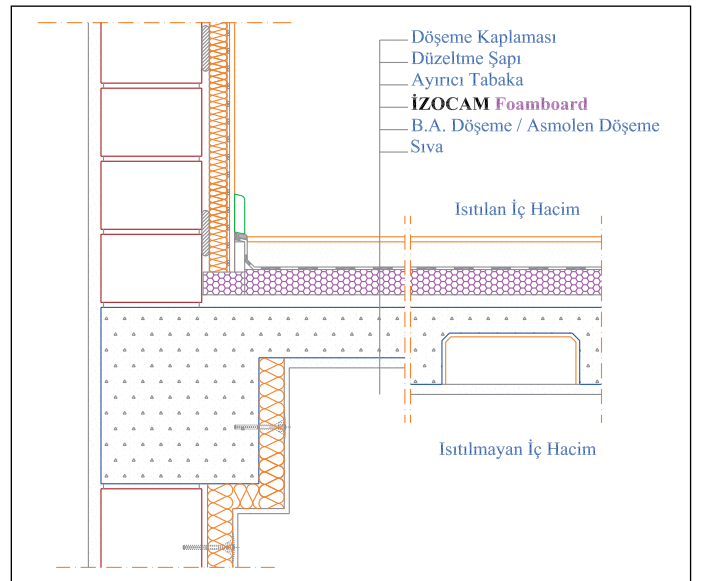 Döşeme Kaplaması
Düzeltme Şapı
Ayırıcı Tabaka
İZOCAM Foamboard
B.A. Döşeme / Asmolen Döşeme
Sıva
Isıtılan İç Hacim
Isıtılmayan İç Hacim